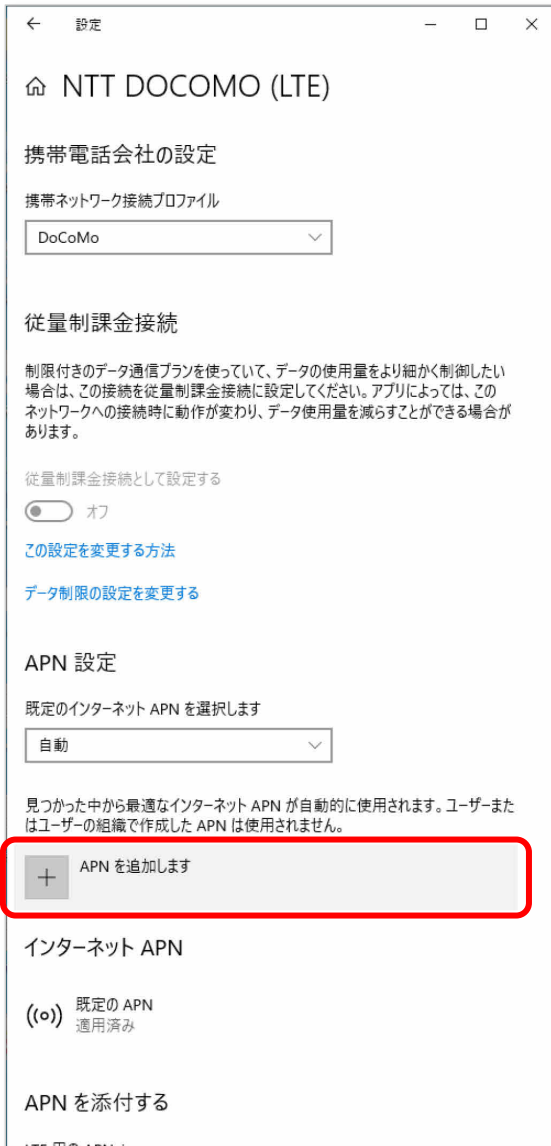 設定
NTT DOCOMO (LTE)
携帯電話会社の設定
携帯ネットワーク接続プロファイル
DoCoMo
従量制課金接続
制限付きのデータ通信プランを使っていて、データの使用量をより細かく制御したい
場合は、この接続を従量制課金接続に設定してください。アプリによっては、この
ネットワークへの接続時に動作が変わり、データ使用量を減らすことができる場合が
あります。
従量制課金接続として設定する
オフ
この設定を変更する方法
データ制限の設定を変更する
APN 設定
既定のインターネット APN を選択します
自動
見つかった中から最適なインターネット APN が自動的に使用されます。ユーザーまた
はユーザーの組織で作成した APN は使用されません。
APN を追加します
インターネット APN
既定の APN
適用済み
APN を添付する